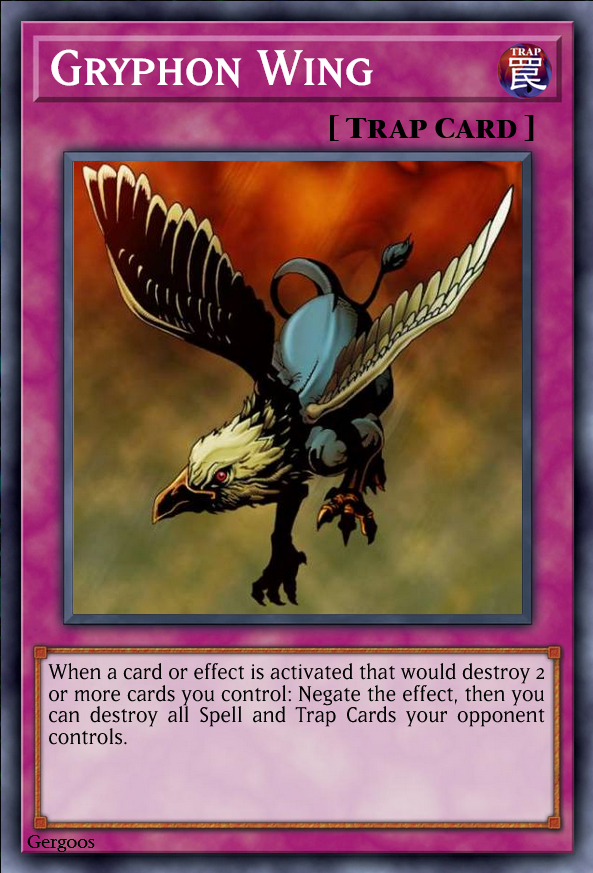 Gryphon Wing
TRAP
罠
[ Trap Card ]
When a card or effect is activated that would destroy 2
or more cards you control: Negate the effect, then you
can destroy all Spell and Trap Cards your opponent
controls.
Gergoos